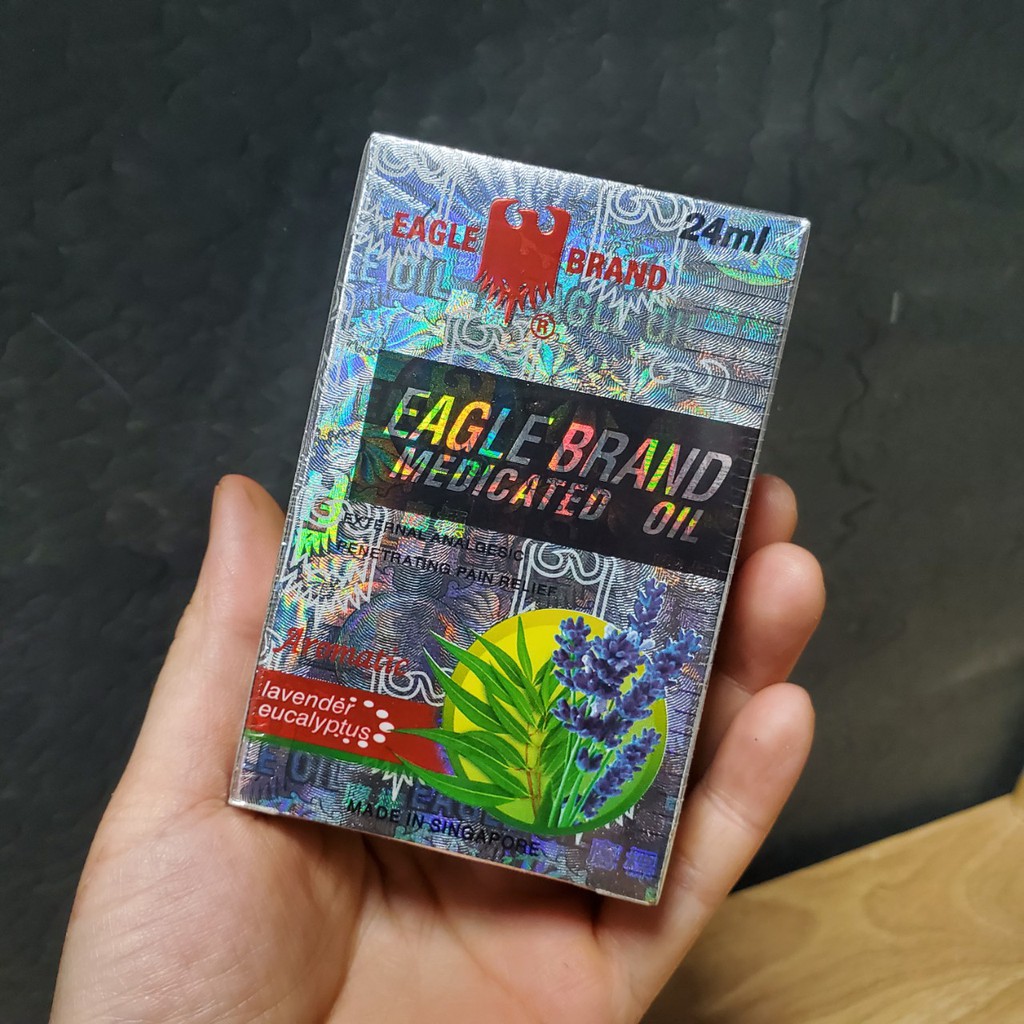 24ml
EAGLE BRAND
®
EAGLE BRAND
MEDICATED OIL
EXTERNAL ANALGESIC
PENETRATING PAIN RELIEF
Aromatic
lavender
eucalyptus
MADE IN SINGAPORE